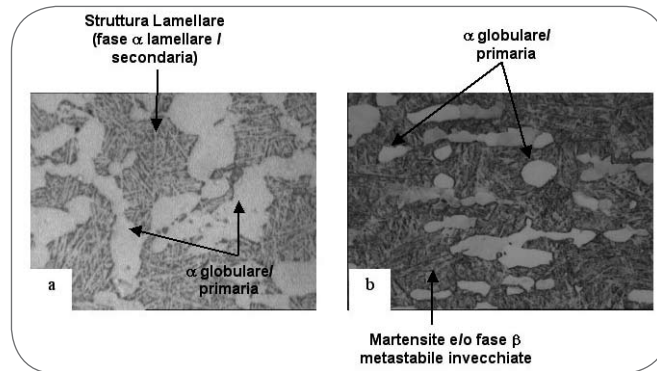 Struttura Lamellare
(fase α lamellare /
secondaria)
α globulare/
primaria
α globulare/
primaria
a
b
Martensite e/o fase β
metastabile invecchiate